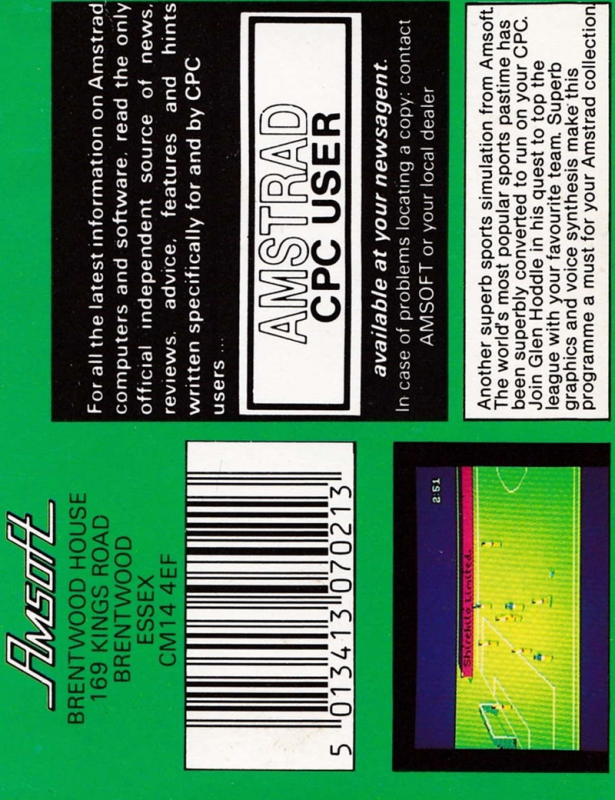 Amsoft
BRENTWOOD HOUSE
169 KINGS ROAD
BRENTWOOD
ESSEX
CM14 4EF
5 013413 070213
2:51
Shirekilo Limited.
For all the latest information on Amstrad
computers and software, read the only
official independent source of news,
reviews, advice, features and hints
written specifically for and by CPC
users ...
AMSTRAD
CPC USER
available at your newsagent.
In case of problems locating a copy: contact
AMSOFT or your local dealer
Another superb sports simulation from Amsoft.
The world's most popular sports pastime has
been superbly converted to run on your CPC.
Join Glen Hoddle in his quest to top the
league with your favourite team. Superb
graphics and voice synthesis make this
programme a must for your Amstrad collection